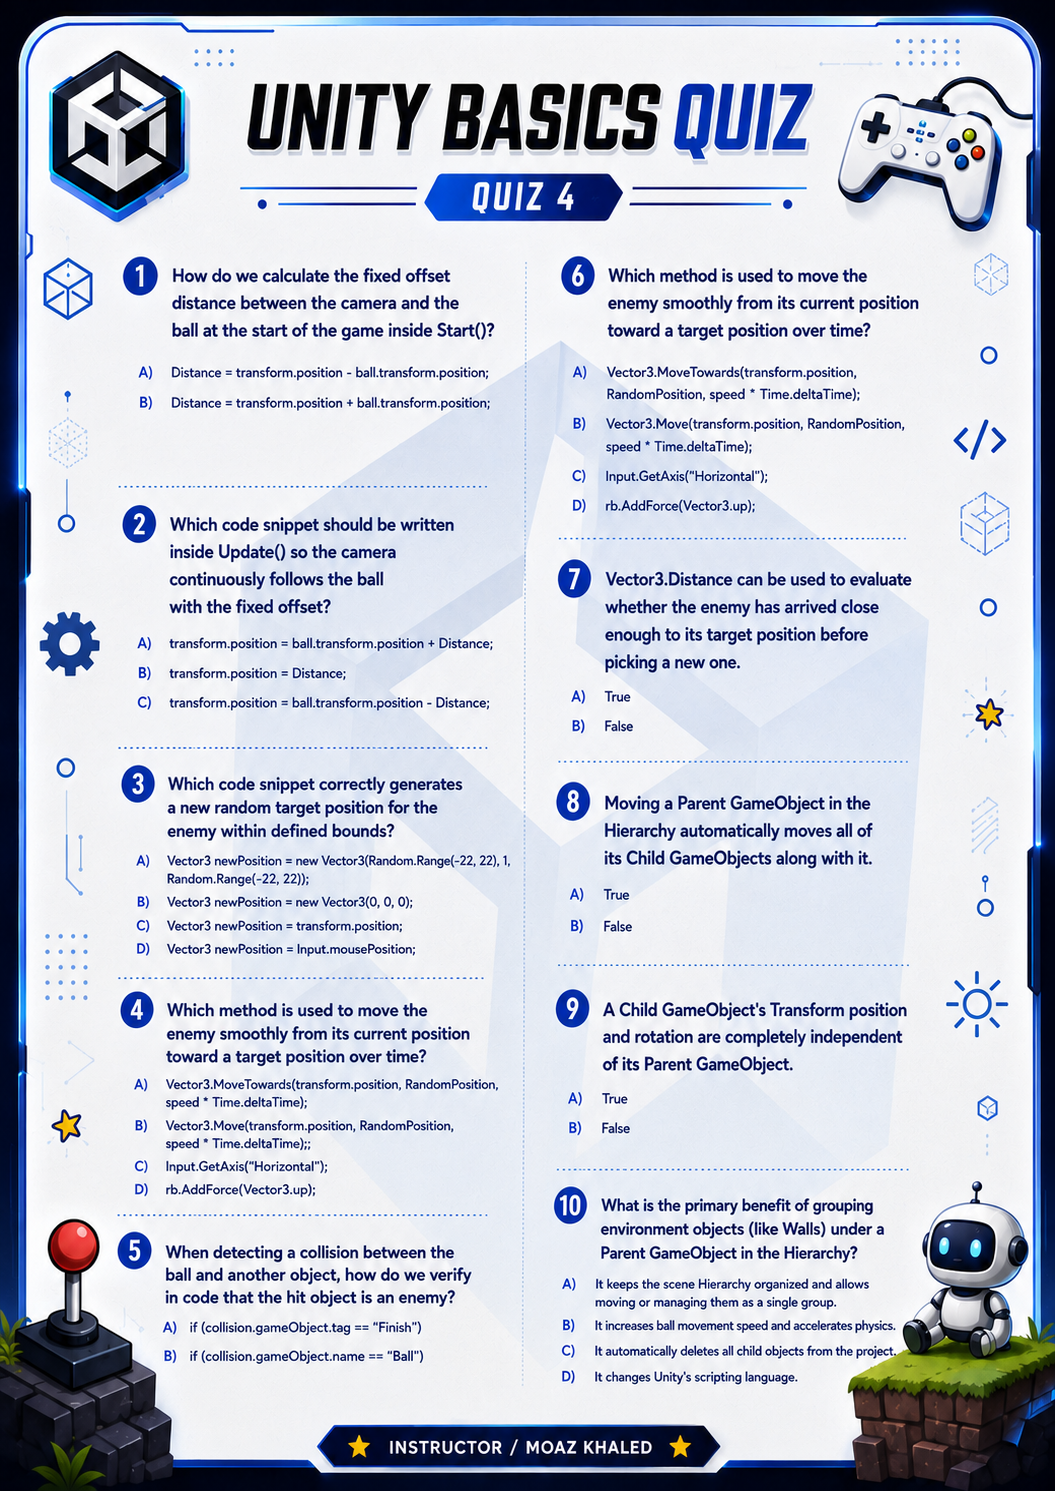 UNITY BASICS QUIZ
QUIZ 4
1
How do we calculate the fixed offset
distance between the camera and the
ball at the start of the game inside Start()?
A) Distance = transform.position - ball.transform.position;
B) Distance = transform.position + ball.transform.position;
2
Which code snippet should be written
inside Update() so the camera
continuously follows the ball
with the fixed offset?
A) transform.position = ball.transform.position + Distance;
B) transform.position = Distance;
C) transform.position = ball.transform.position - Distance;
3
Which code snippet correctly generates
a new random target position for the
enemy within defined bounds?
A) Vector3 newPosition = new Vector3(Random.Range(-22, 22), 1,
Random.Range(-22, 22));
B) Vector3 newPosition = new Vector3(0, 0, 0);
C) Vector3 newPosition = transform.position;
D) Vector3 newPosition = Input.mousePosition;
4
Which method is used to move the
enemy smoothly from its current position
toward a target position over time?
A) Vector3.MoveTowards(transform.position, RandomPosition,
speed * Time.deltaTime);
B) Vector3.Move(transform.position, RandomPosition,
speed * Time.deltaTime);;
C) Input.GetAxis("Horizontal");
D) rb.AddForce(Vector3.up);
5
When detecting a collision between the
ball and another object, how do we verify
in code that the hit object is an enemy?
A) if (collision.gameObject.tag == "Finish")
B) if (collision.gameObject.name == "Ball")
6
Which method is used to move the
enemy smoothly from its current position
toward a target position over time?
A) Vector3.MoveTowards(transform.position,
RandomPosition, speed * Time.deltaTime);
B) Vector3.Move(transform.position, RandomPosition,
speed * Time.deltaTime);
C) Input.GetAxis("Horizontal");
D) rb.AddForce(Vector3.up);
7
Vector3.Distance can be used to evaluate
whether the enemy has arrived close
enough to its target position before
picking a new one.
A) True
B) False
8
Moving a Parent GameObject in the
Hierarchy automatically moves all of
its Child GameObjects along with it.
A) True
B) False
9
A Child GameObject's Transform position
and rotation are completely independent
of its Parent GameObject.
A) True
B) False
10
What is the primary benefit of grouping
environment objects (like Walls) under a
Parent GameObject in the Hierarchy?
A) It keeps the scene Hierarchy organized and allows
moving or managing them as a single group.
B) It increases ball movement speed and accelerates physics.
C) It automatically deletes all child objects from the project.
D) It changes Unity's scripting language.
</>
INSTRUCTOR / MOAZ KHALED